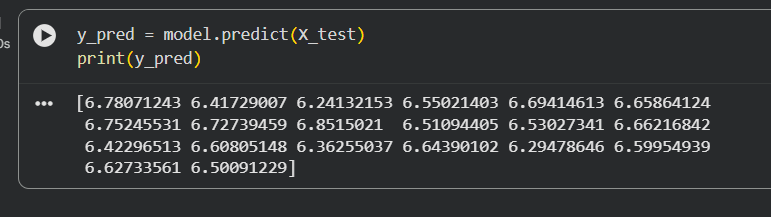 y_pred = model.predict(X_test)
0s
print(y_pred)
[6.78071243 6.41729007 6.24132153 6.55021403 6.69414613 6.65864124
6.75245531 6.72739459 6.8515021  6.51094405 6.53027341 6.66216842
6.42296513 6.60805148 6.36255037 6.64390102 6.29478646 6.59954939
6.62733561 6.50091229]